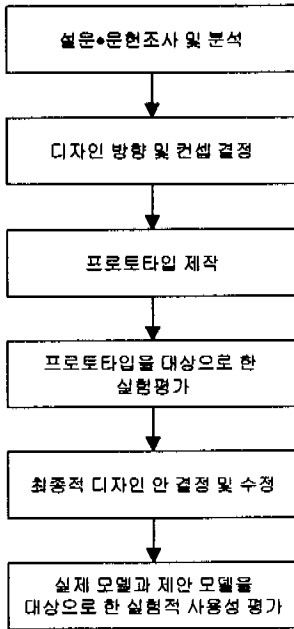 설문•문헌조사 및 분석
디자인 방향 및 컨셉 결정
프로토타입 제작
프로토타입을 대상으로 한
실험평가
최종적 디자인 안 결정 및 수정
실제 모델과 제안 모델을
대상으로 한 실험적 사용성 평가